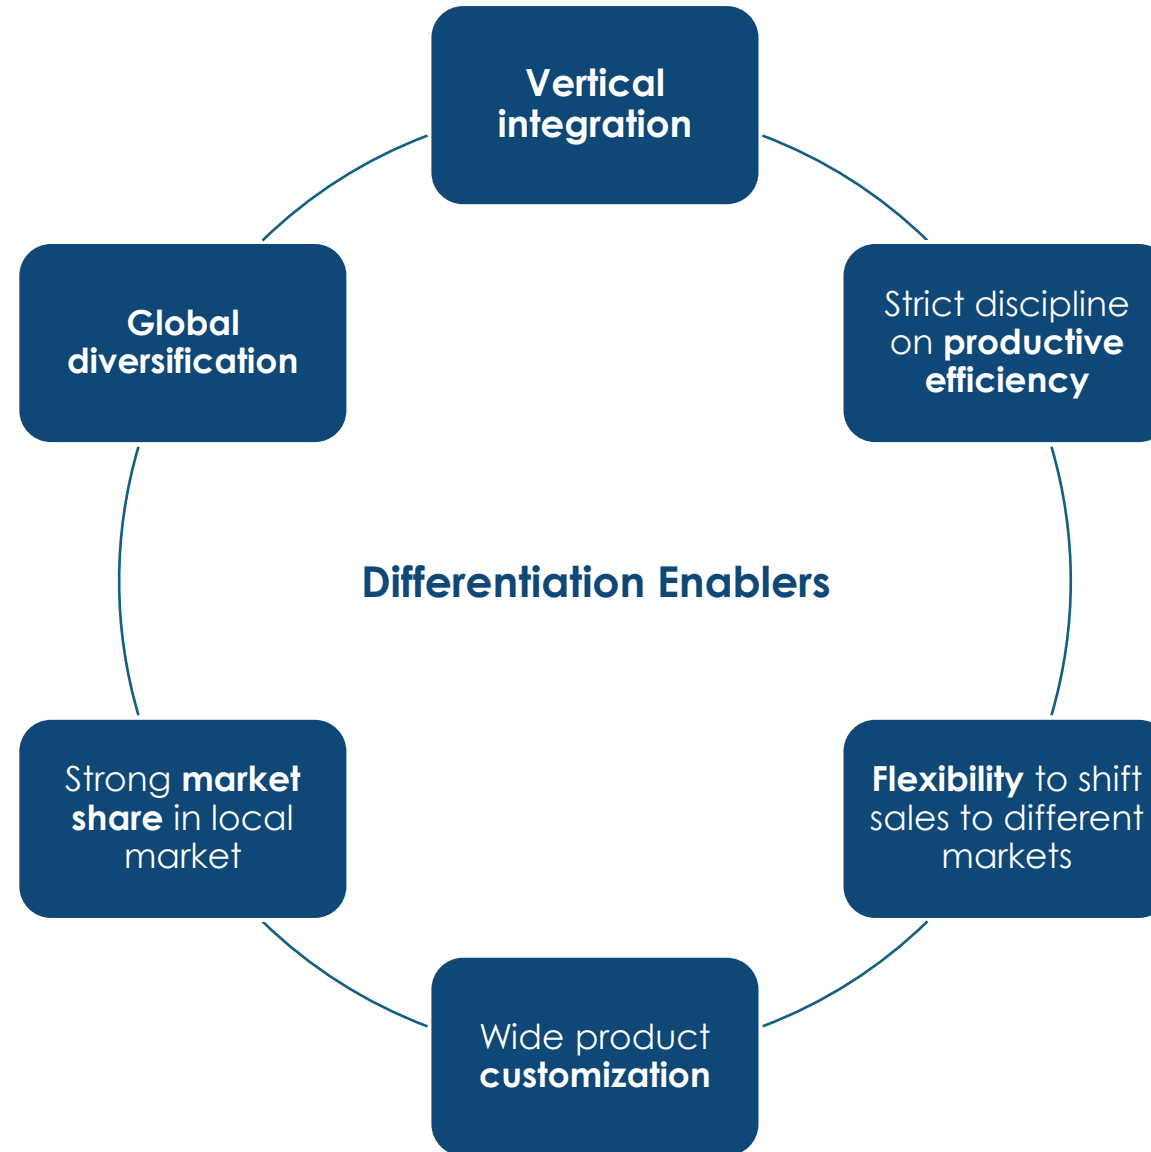 Vertical
integration
Strict discipline
on productive
efficiency
Flexibility to shift
sales to different
markets
Wide product
customization
Strong market
share in local
market
Global
diversification
Differentiation Enablers